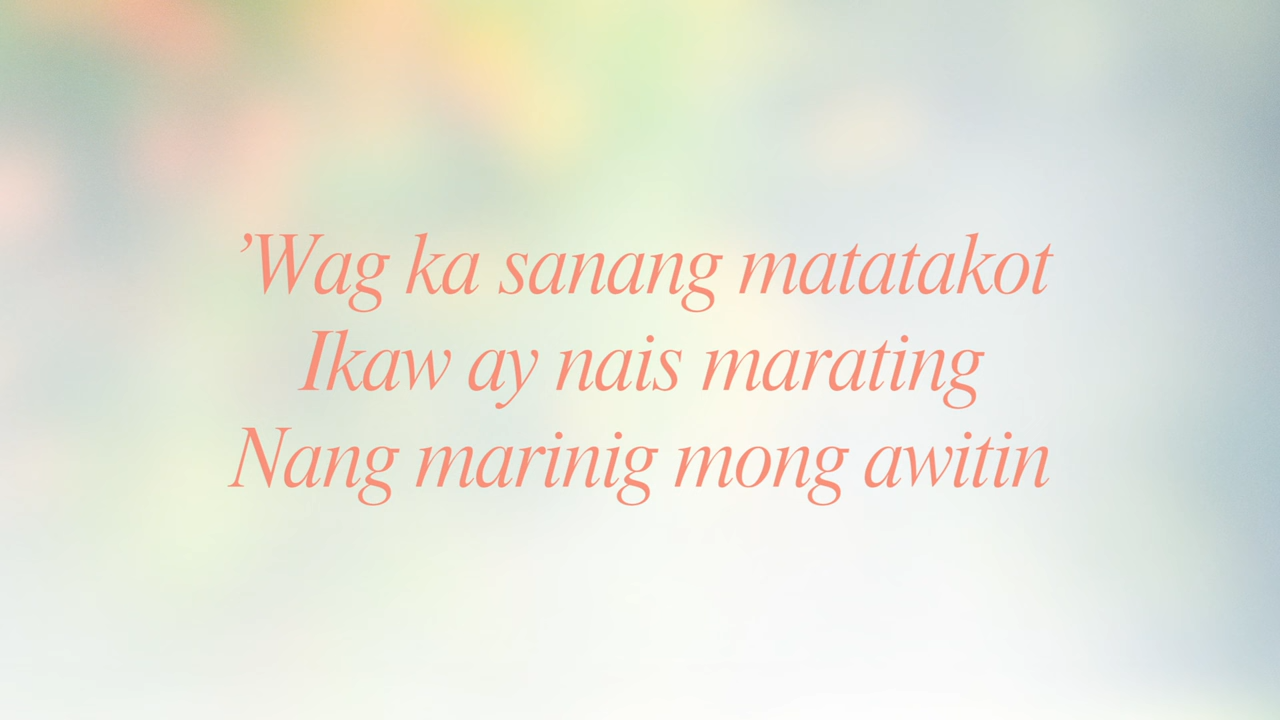 ’Wag ka sanang matatakot
Ikaw ay nais marating
Nang marinig mong awitin